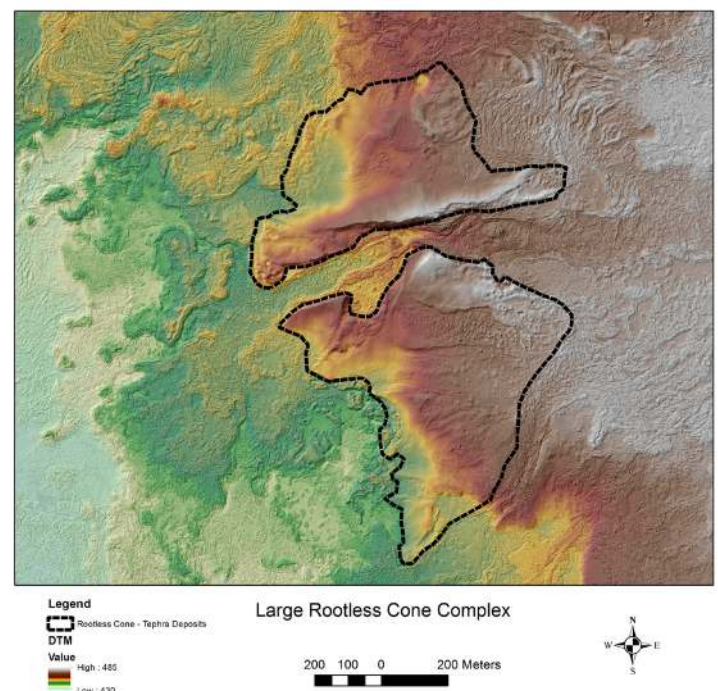 Legend
Rootless Cone - Tephra Deposits
DTM
Value
High : 485
Low : 430
Large Rootless Cone Complex
200 100 0 200 Meters
N
W E
S